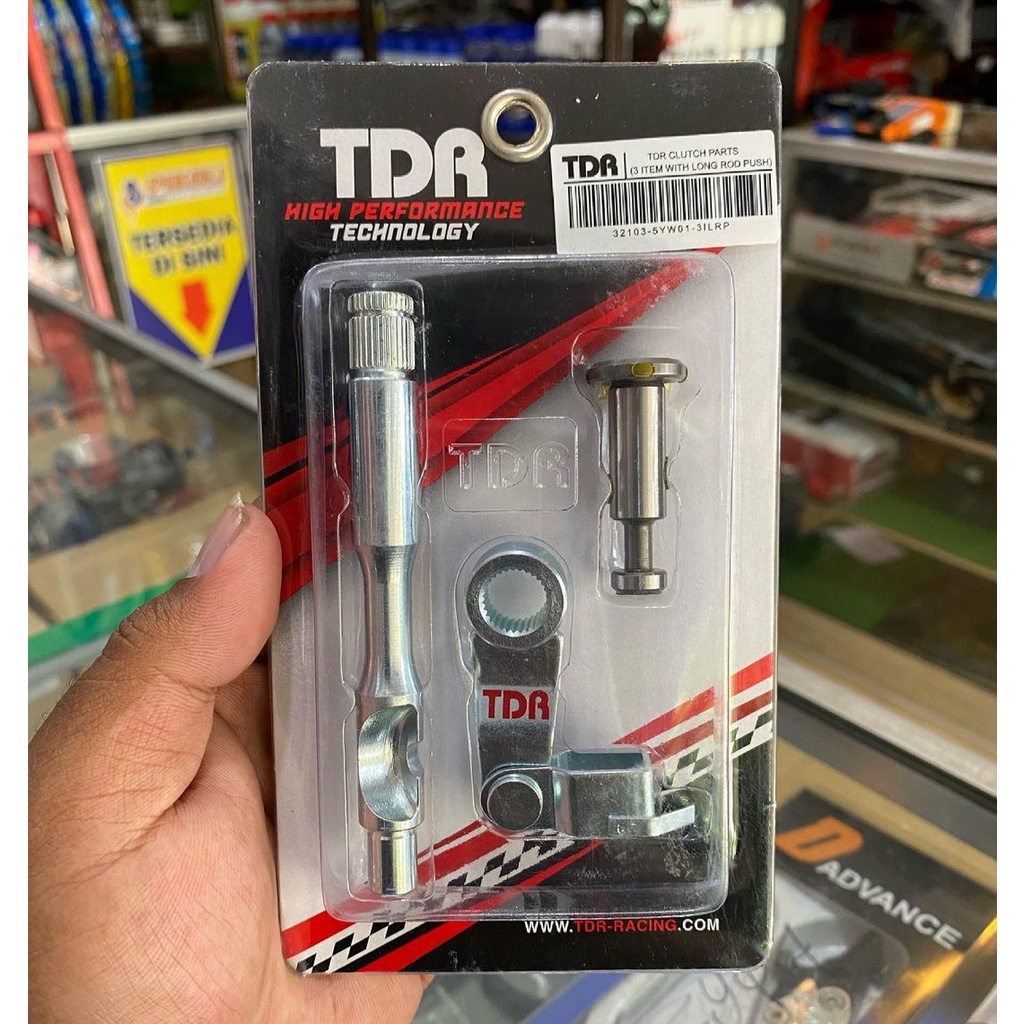 TDR
HIGH PERFORMANCE
TECHNOLOGY
TDR
TDR CLUTCH PARTS
(3 ITEM WITH LONG ROD PUSH)
32103-5YW01-3ILRP
TDR
TDR
WWW.TDR-RACING.COM
TERSEDIA
DI SINI
D
ADVANCE